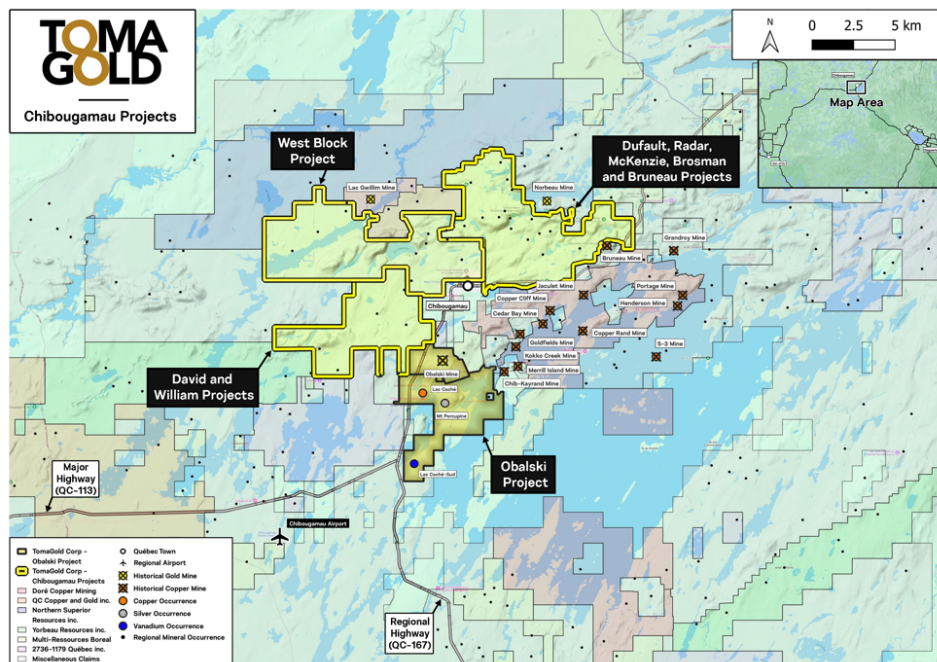 TOMA
GOLD
Chibougamau Projects
N
0 2.5 5 km
Chibougamau
Map Area
West Block
Project
Dufault, Radar,
McKenzie, Brosman
and Bruneau Projects
Lac Gwillim Mine
Norbeau Mine
Grandroy Mine
Bruneau Mine
Jaculet Mine
Portage Mine
Copper Cliff Mine
Henderson Mine
Chibougamau
Cedar Bay Mine
Copper Rand Mine
Goldfields Mine
S-3 Mine
Kokko Creek Mine
Obalski Mine
Merrill Island Mine
Chib-Kayrand Mine
David and
William Projects
Lac Caché
Mt Porcupine
Obalski
Project
Lac Caché-Sud
Major
Highway
(QC-113)
Chibougamau Airport
Regional
Highway
(QC-167)
TomaGold Corp –
Obalski Project
TomaGold Corp –
Chibougamau Projects
Doré Copper Mining
QC Copper and Gold inc.
Northern Superior
Resources inc.
Yorbeau Resources inc.
Multi-Ressources Boreal
2736-1179 Québec inc.
Miscellaneous Claims
Québec Town
Regional Airport
Historical Gold Mine
Historical Copper Mine
Copper Occurrence
Silver Occurrence
Vanadium Occurrence
Regional Mineral Occurrence